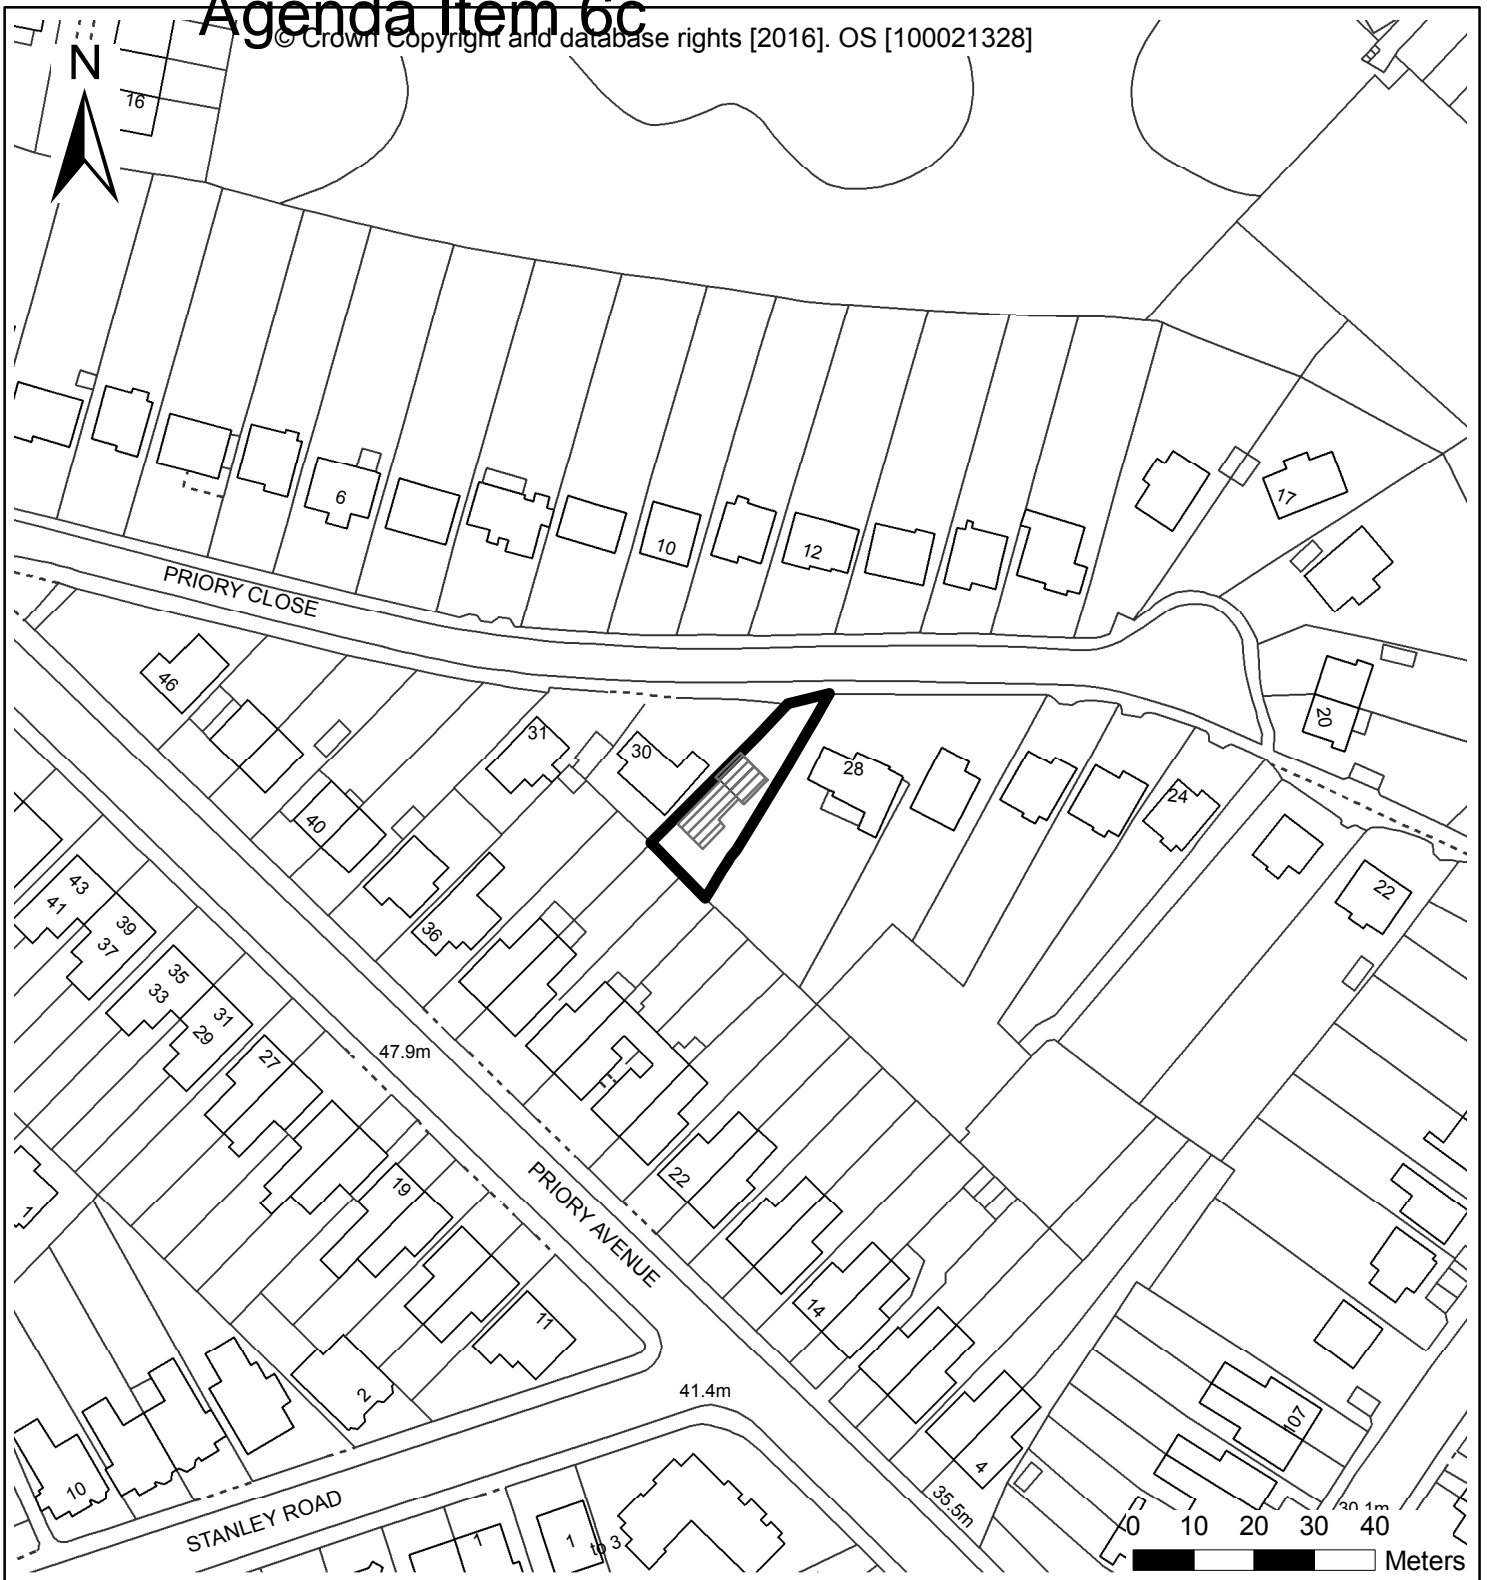 Agenda Item 6c
© Crown Copyright and database rights [2016]. OS [100021328]
N
16
6
10
12
17
PRIORY CLOSE
46
31
30
28
20
24
40
22
36
43
41
39
37
35
33
31
29
27
47.9m
19
PRIORY AVENUE
22
1
14
11
2
41.4m
107
4
10
35.5m
30.1m
STANLEY ROAD
1
1
to 3
0 10 20 30 40
Meters